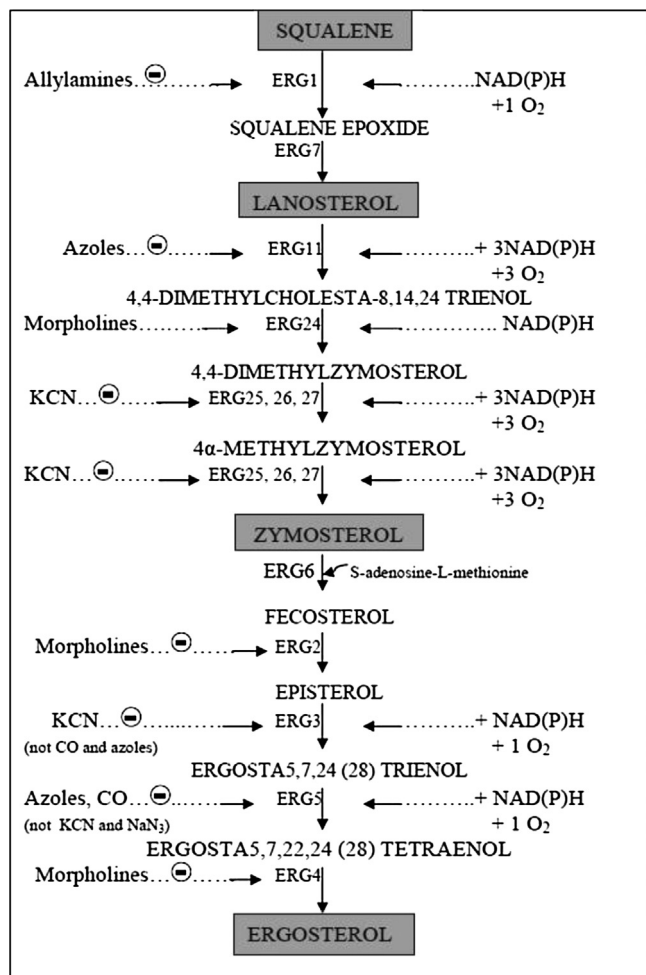 SQUALENE
Allylamines ERG1 NAD(P)H
+1 O₂
SQUALENE EPOXIDE
ERG7
LANOSTEROL
Azoles ERG11 + 3NAD(P)H
+3 O₂
4,4-DIMETHYLCHOLESTA-8,14,24 TRIENOL
Morpholines ERG24 NAD(P)H
4,4-DIMETHYLZYMOSTEROL
KCN ERG25, 26, 27 + 3NAD(P)H
+3 O₂
4α-METHYLZYMOSTEROL
KCN ERG25, 26, 27 + 3NAD(P)H
+3 O₂
ZYMOSTEROL
ERG6 S-adenosine-L-methionine
FECOSTEROL
Morpholines ERG2
EPISTEROL
KCN ERG3 + NAD(P)H
(not CO and azoles) + 1 O₂
ERGOSTA5,7,24 (28) TRIENOL
Azoles, CO ERG5 + NAD(P)H
(not KCN and NaN₃) + 1 O₂
ERGOSTA5,7,22,24 (28) TETRAENOL
Morpholines ERG4
ERGOSTEROL